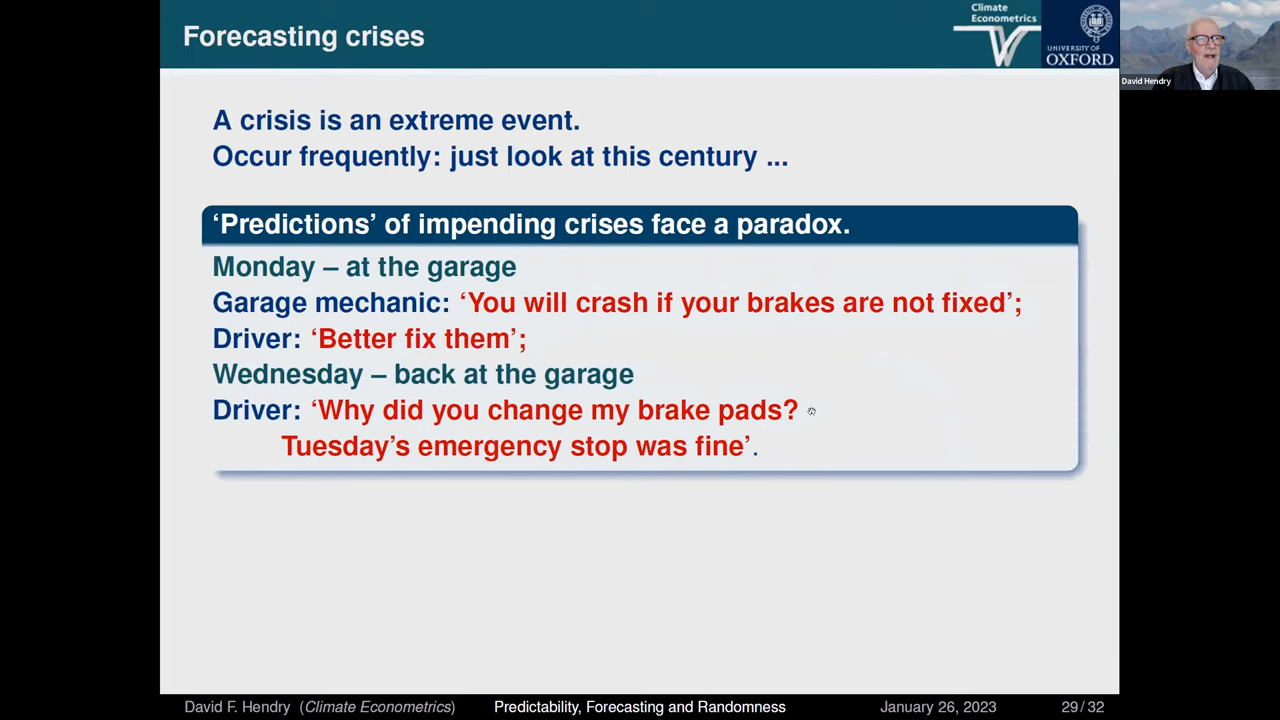 Forecasting crises
Climate
Econometrics
UNIVERSITY OF
OXFORD
David Hendry
A crisis is an extreme event.
Occur frequently: just look at this century ...
‘Predictions’ of impending crises face a paradox.
Monday – at the garage
Garage mechanic: ‘You will crash if your brakes are not fixed’;
Driver: ‘Better fix them’;
Wednesday – back at the garage
Driver: ‘Why did you change my brake pads?
Tuesday’s emergency stop was fine’.
David F. Hendry (Climate Econometrics) Predictability, Forecasting and Randomness January 26, 2023 29 / 32